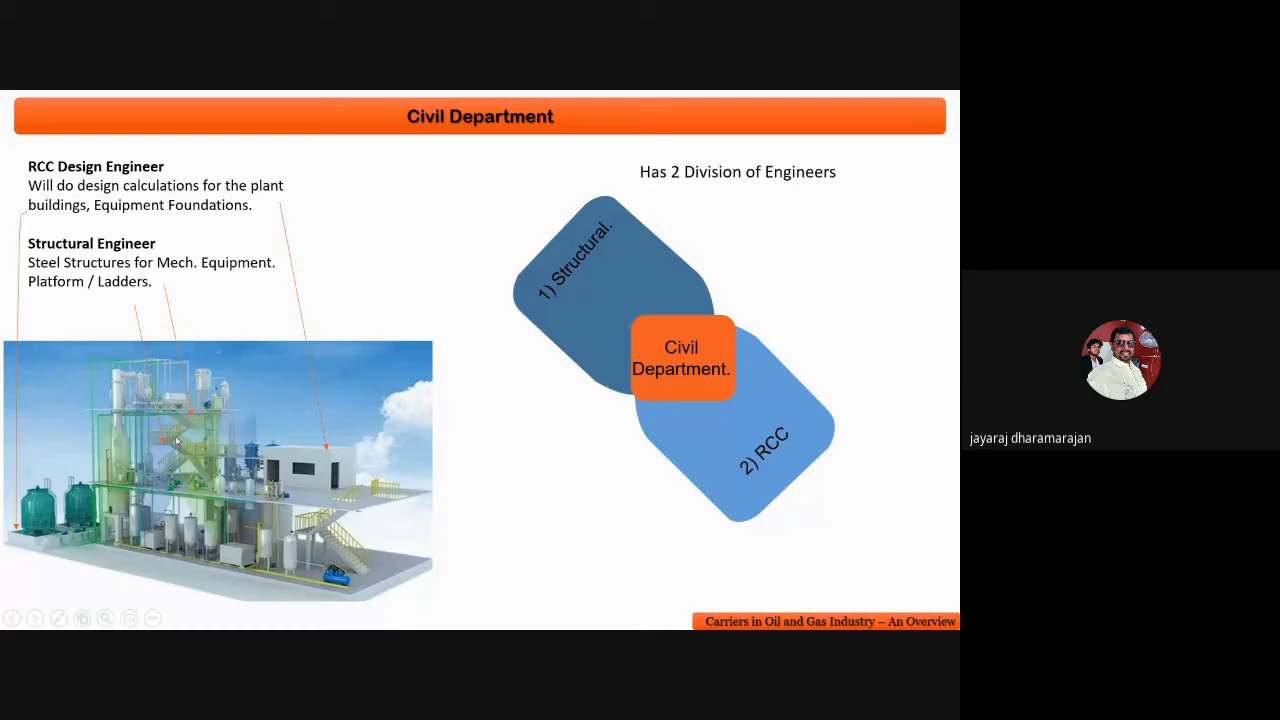 Civil Department
RCC Design Engineer
Will do design calculations for the plant
buildings, Equipment Foundations.
Structural Engineer
Steel Structures for Mech. Equipment.
Platform / Ladders.
Has 2 Division of Engineers
1) Structural.
Civil
Department.
2) RCC
Carriers in Oil and Gas Industry – An Overview
jayaraj dharamarajan